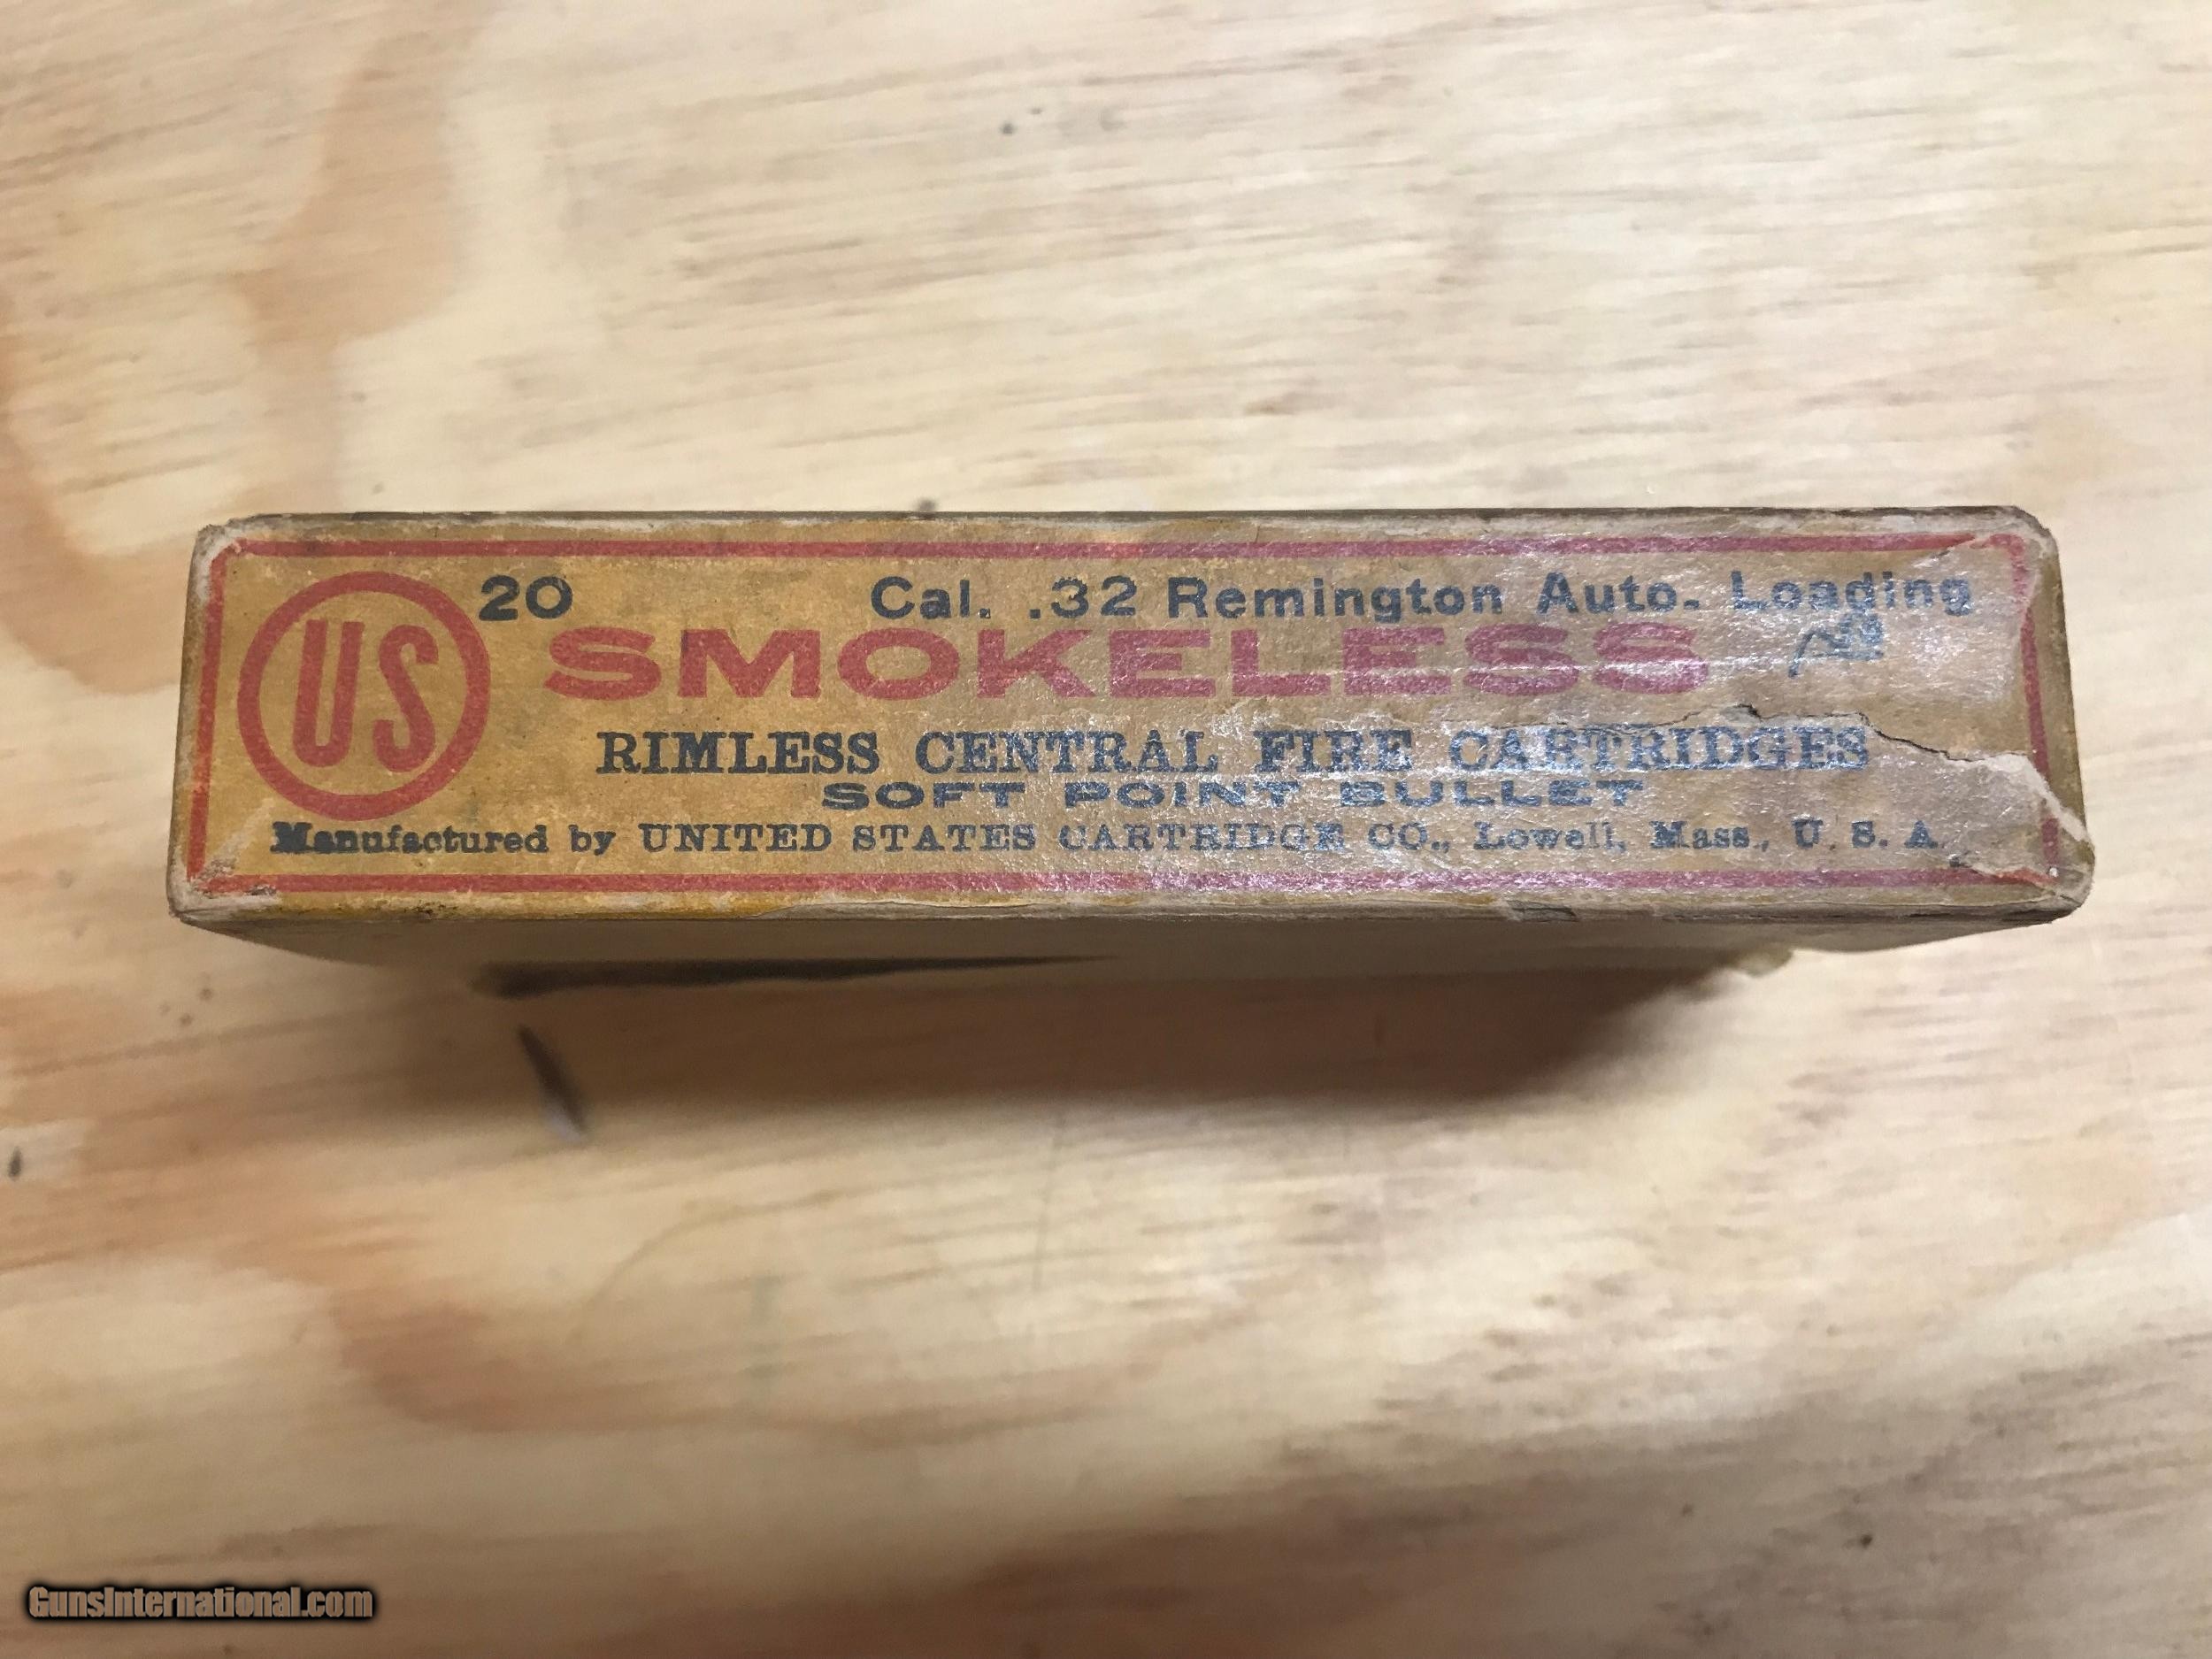 US
20 Cal. .32 Remington Auto. Loading
SMOKELESS
RIMLESS CENTRAL FIRE CARTRIDGES
SOFT POINT BULLET
Manufactured by UNITED STATES CARTRIDGE CO., Lowell, Mass., U. S. A.
GunsInternational.com